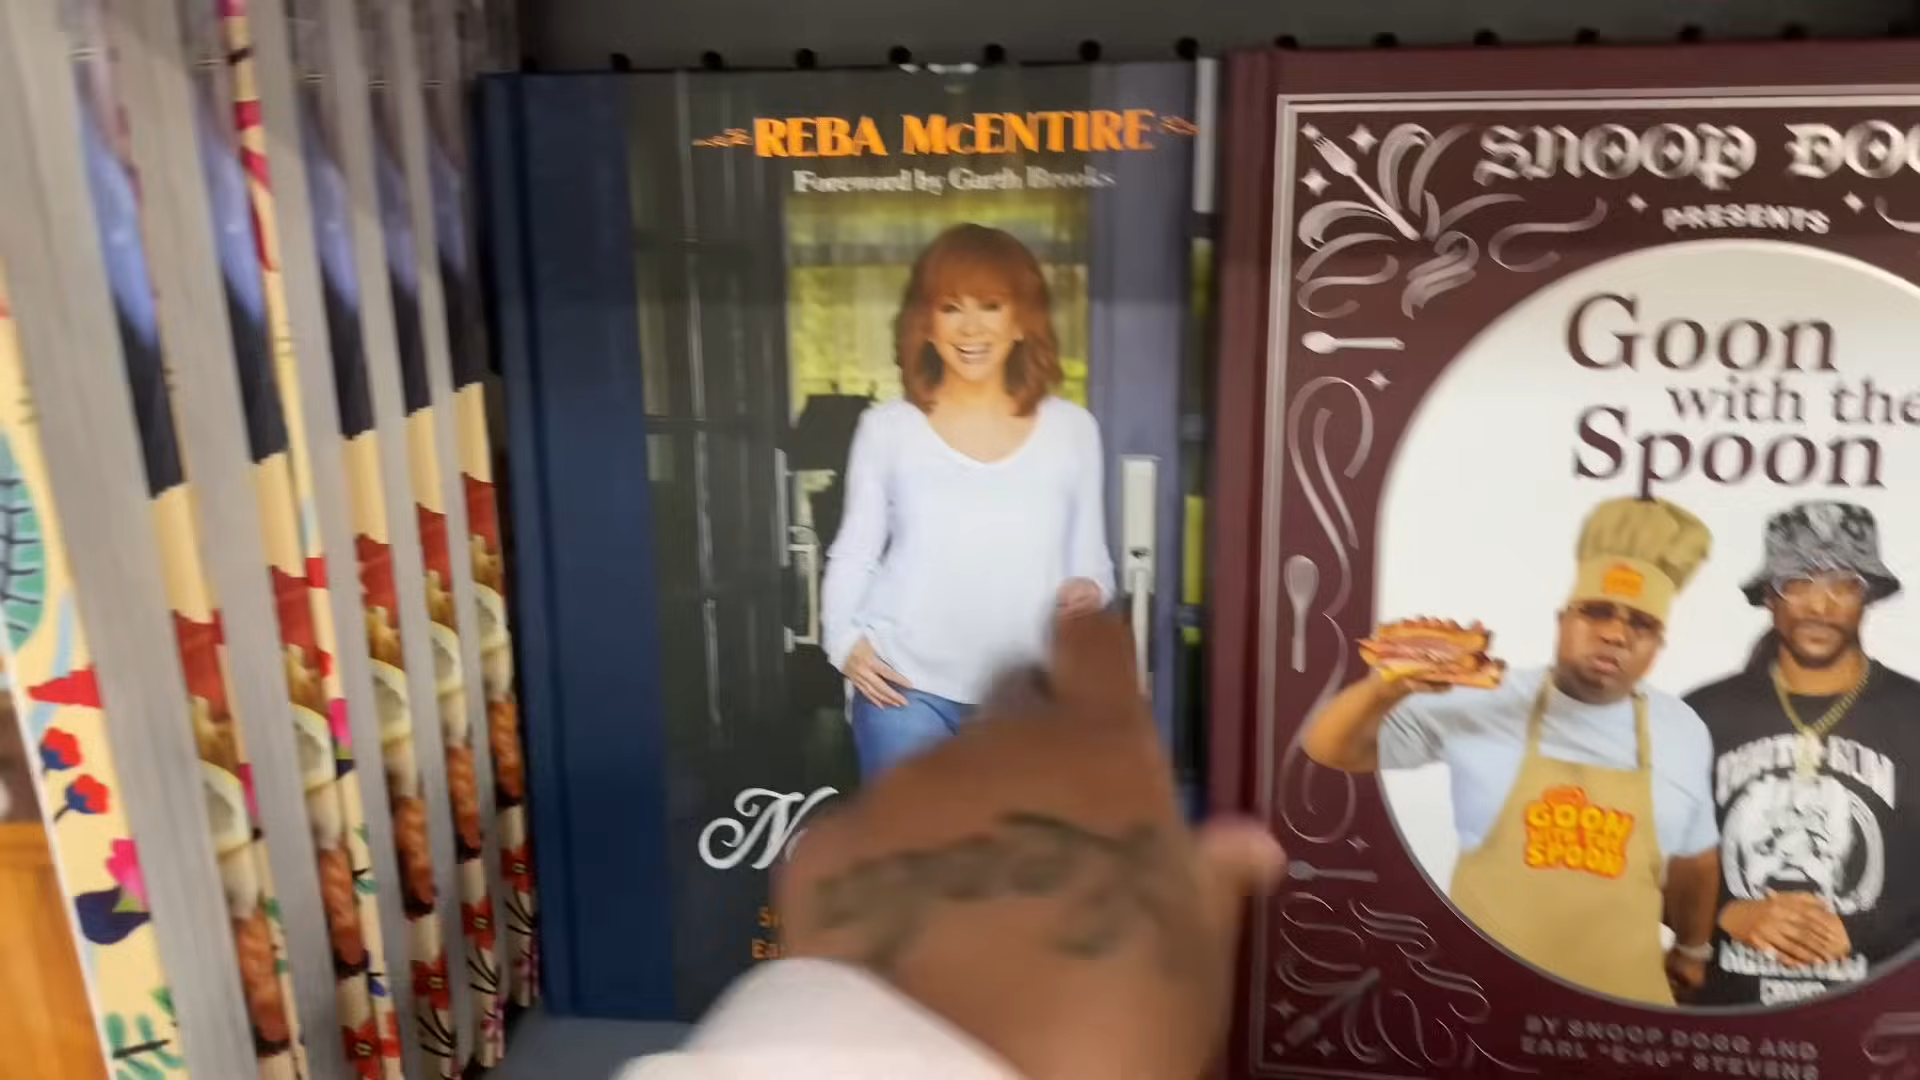 REBA McENTIRE
Foreword by Garth Brooks
SNOOP
PRESENTS
Goon
with the
Spoon
GOON
WITH THE
SPOON
BY SNOOP DOGG AND
EARL "E-40" STEVENS